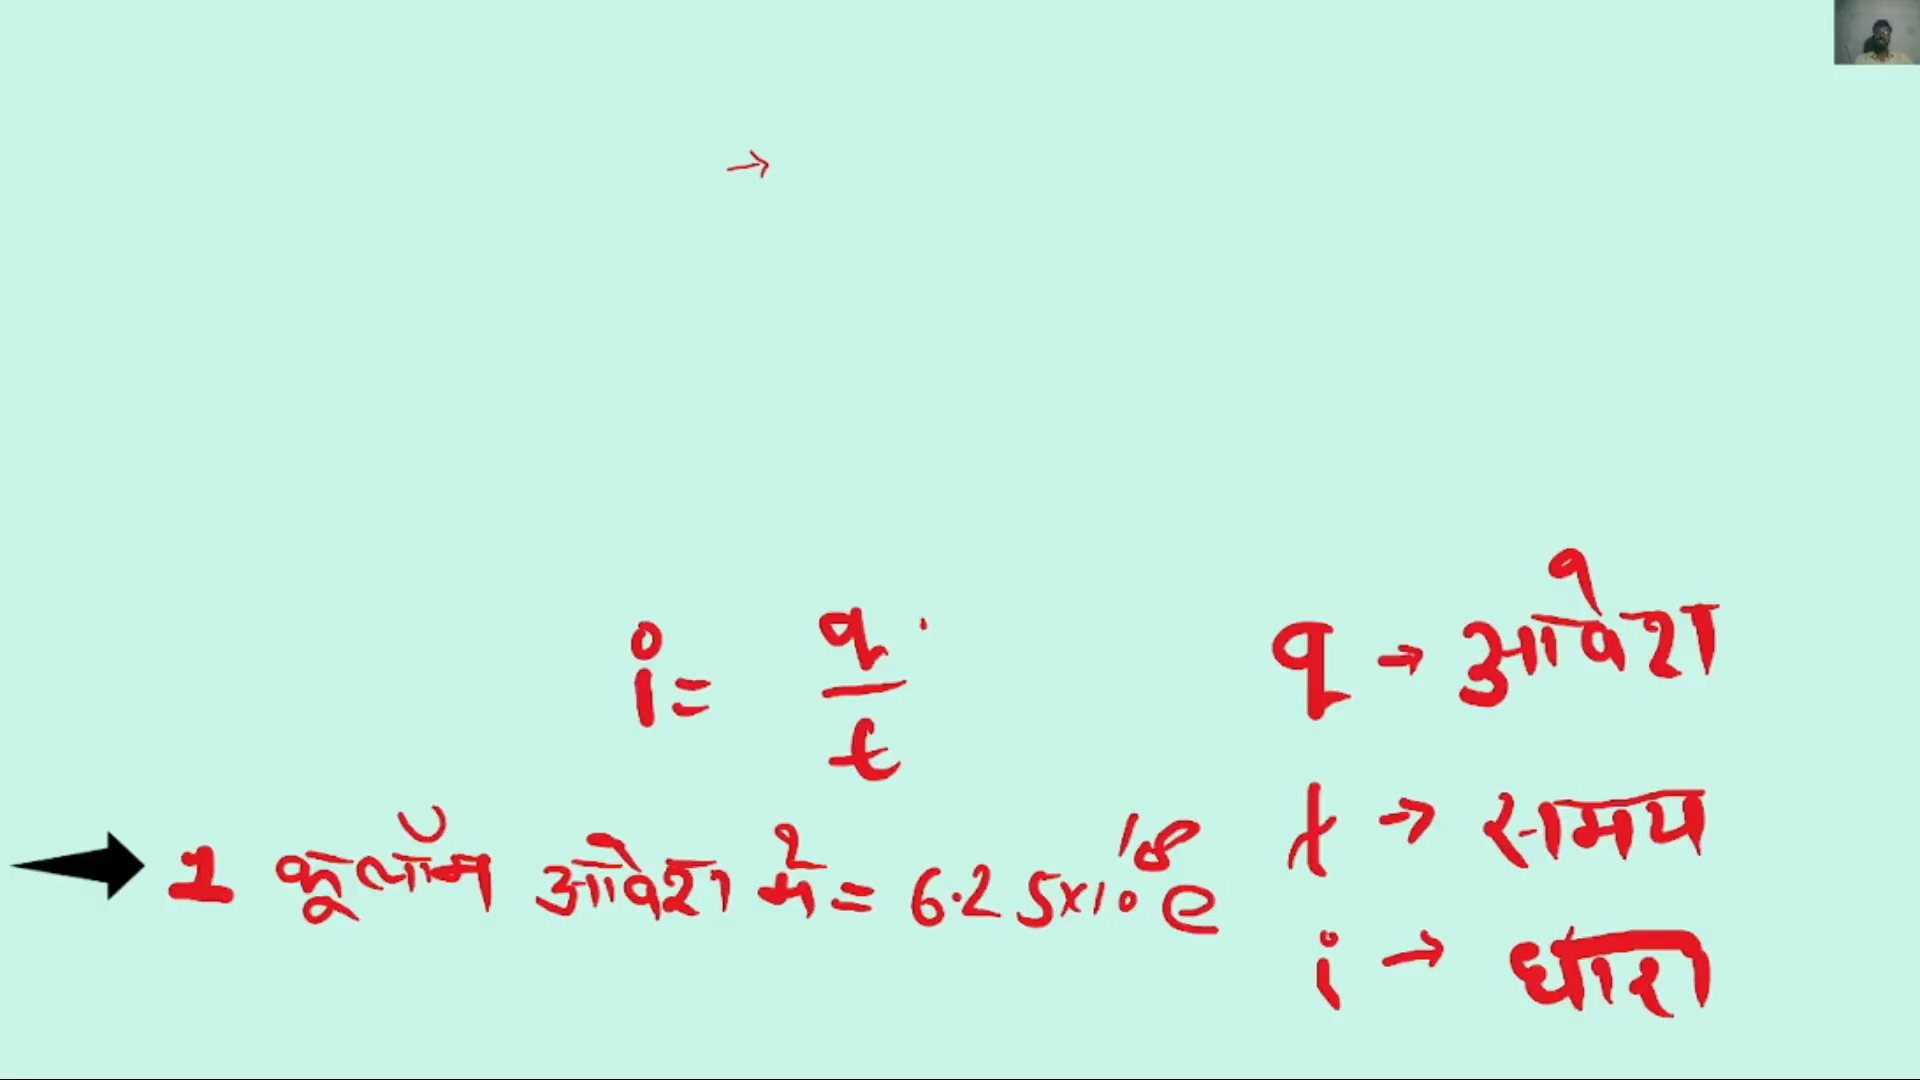 →
i = q/t
q → आवेश
t → समय
1 कूलॉम आवेश में = 6.25×10¹⁸ e
i → धारा